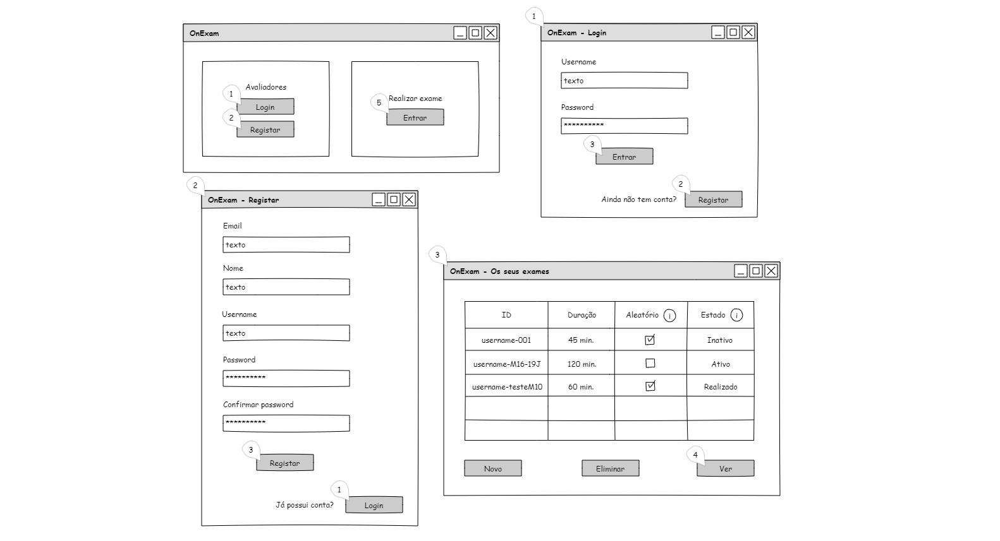 OnExam
Avaliadores
1
Login
2
Registar
5
Realizar exame
Entrar
1
OnExam - Login
Username
texto
Password
**********
3
Entrar
2
Ainda não tem conta?
Registar
2
OnExam - Registar
Email
texto
Nome
texto
Username
texto
Password
**********
Confirmar password
**********
3
Registar
1
Já possui conta?
Login
3
OnExam - Os seus exames
ID Duração Aleatório i Estado i
username-001 45 min. Inativo
username-M16-19J 120 min. Ativo
username-testeM10 60 min. Realizado
4
Novo Eliminar Ver